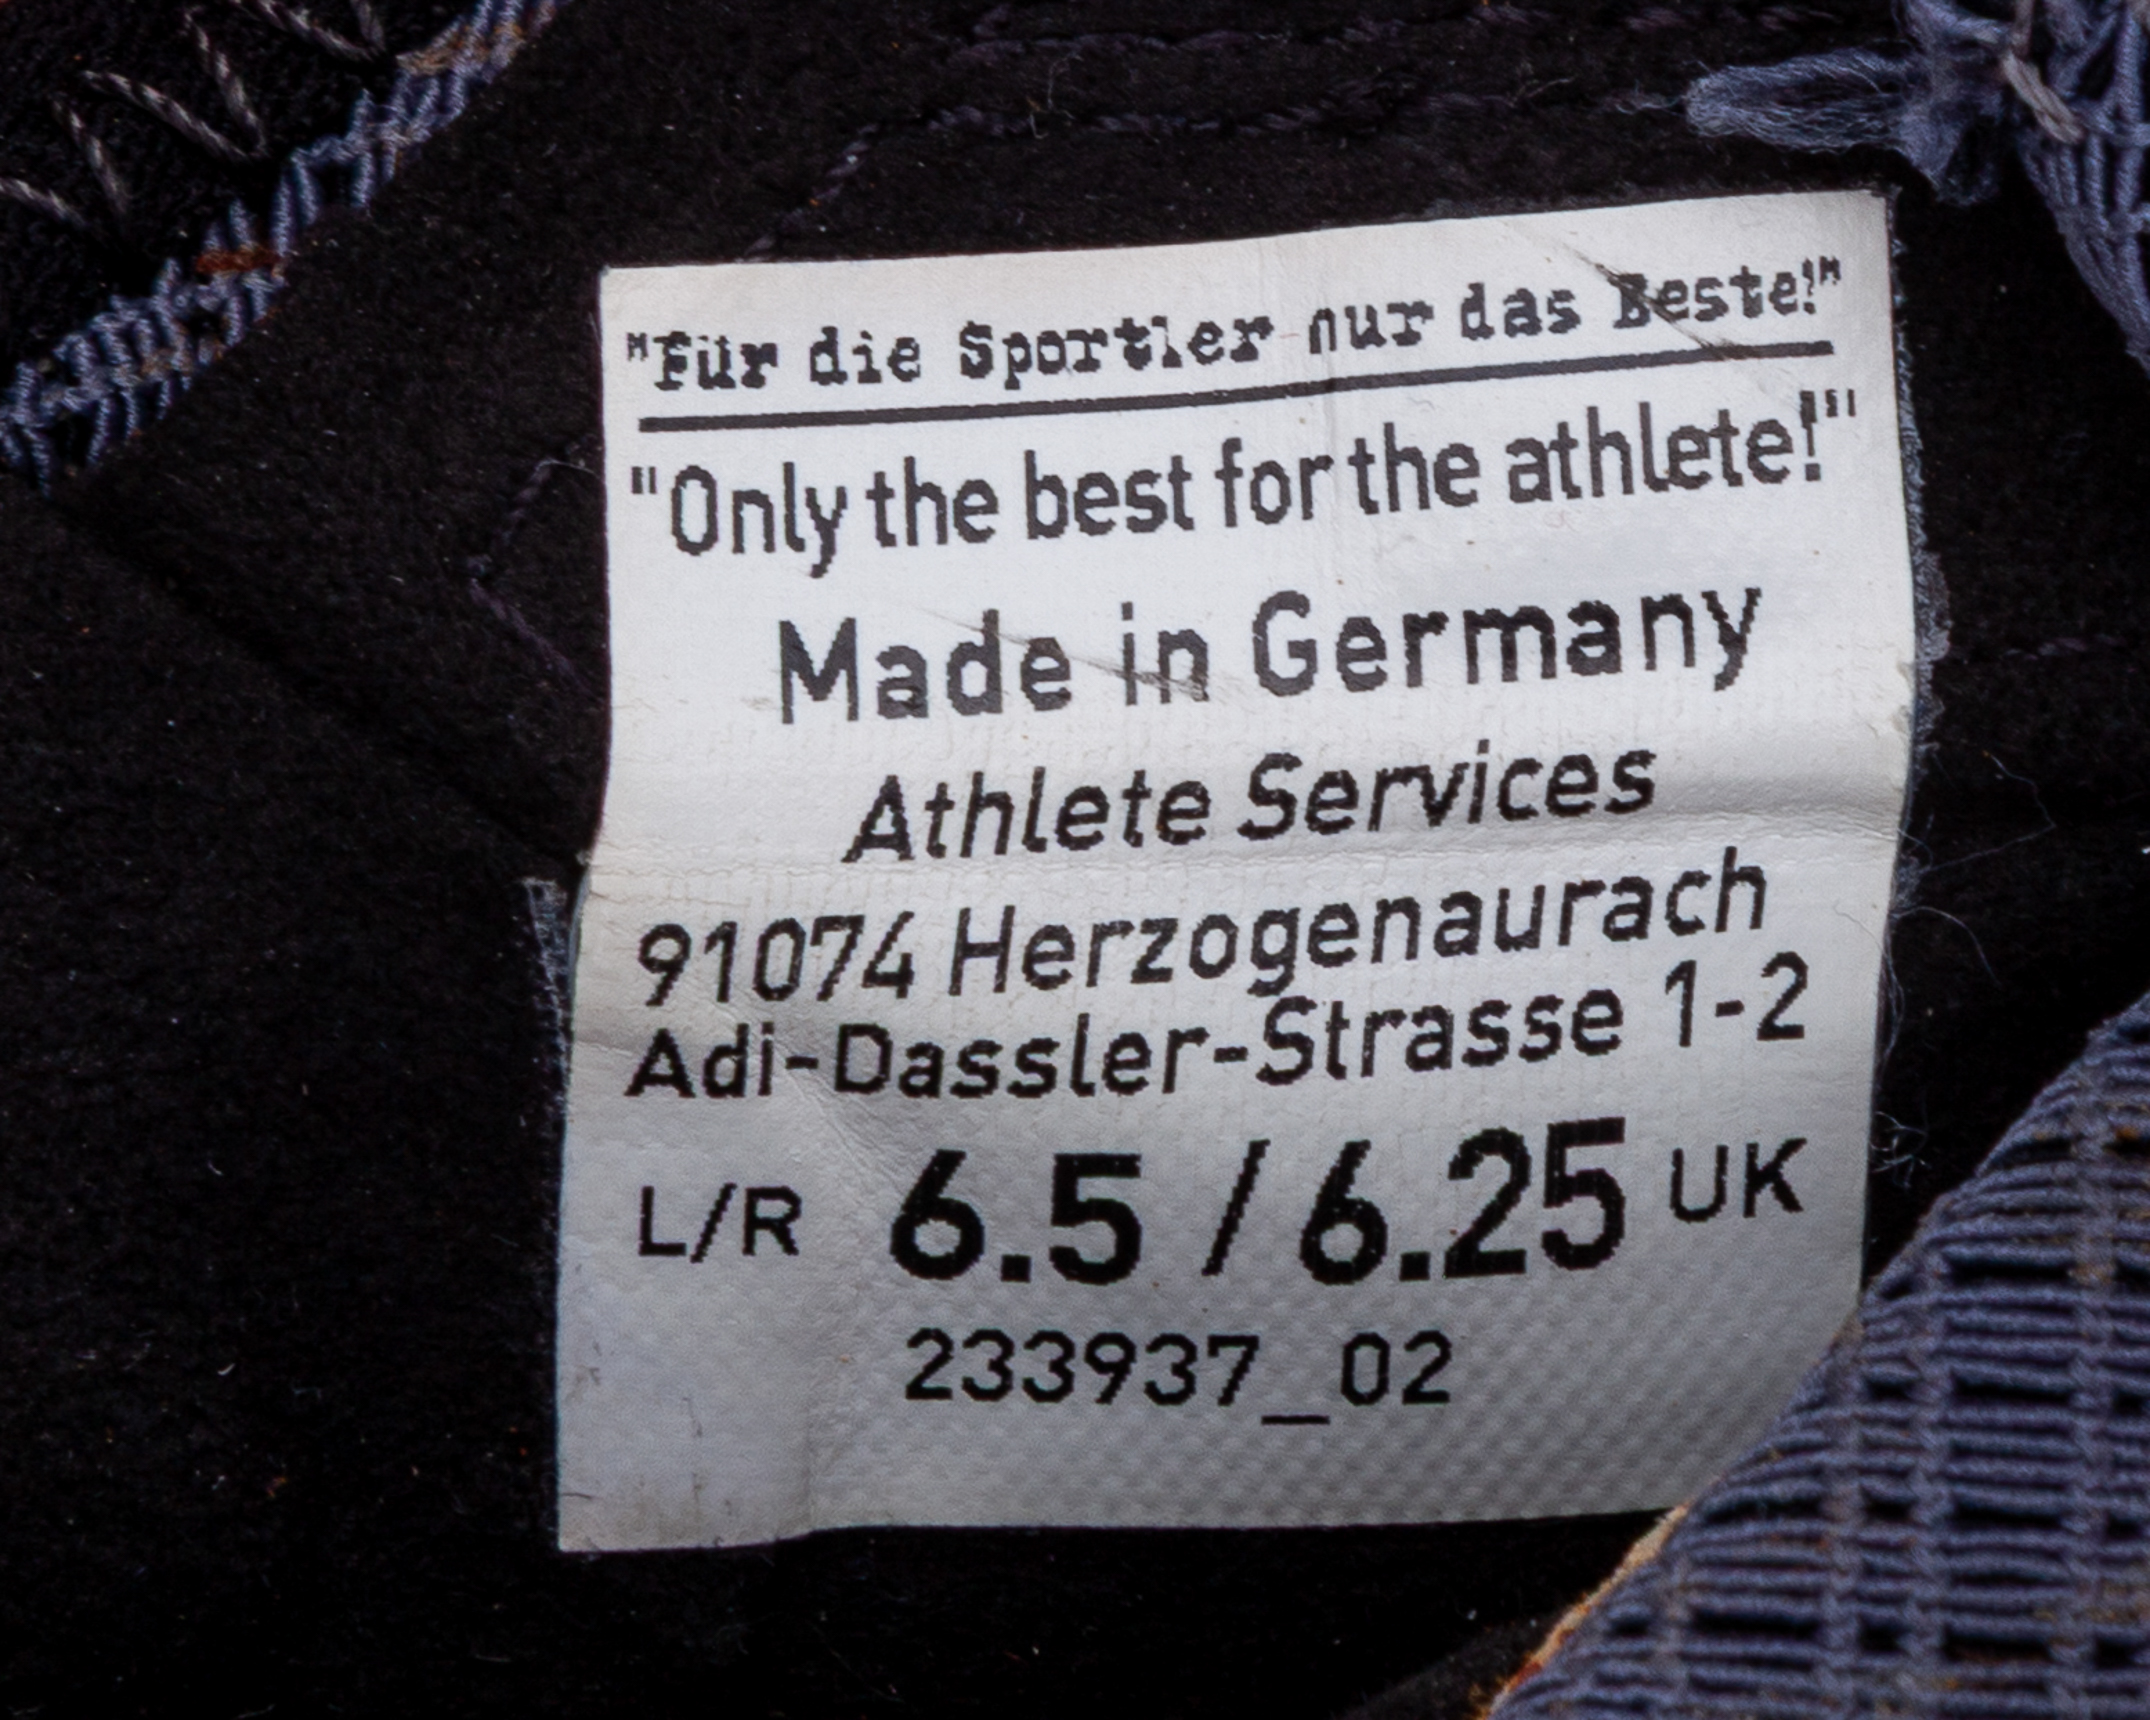 "Für die Sportler nur das Beste!"
"Only the best for the athlete!"
Made in Germany
Athlete Services
91074 Herzogenaurach
Adi-Dassler-Strasse 1-2
L/R 6.5 / 6.25 UK
233937_02